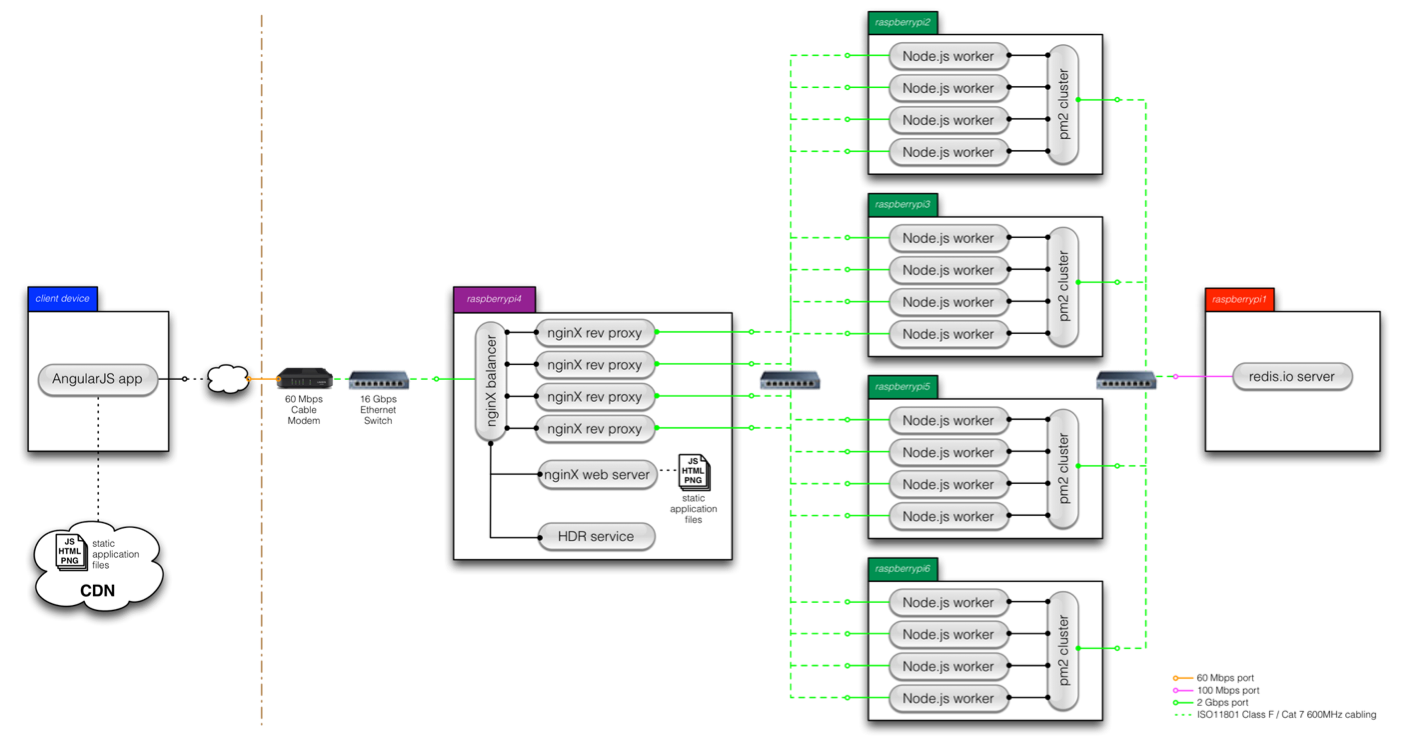 client device
AngularJS app
JS
HTML
PNG
static
application
files
CDN
60 Mbps
Cable
Modem
16 Gbps
Ethernet
Switch
raspberrypi4
nginX balancer
nginX rev proxy
nginX rev proxy
nginX rev proxy
nginX rev proxy
nginX web server
JS
HTML
PNG
static
application
files
HDR service
raspberrypi2
Node.js worker
Node.js worker
Node.js worker
Node.js worker
pm2 cluster
raspberrypi3
Node.js worker
Node.js worker
Node.js worker
Node.js worker
pm2 cluster
raspberrypi5
Node.js worker
Node.js worker
Node.js worker
Node.js worker
pm2 cluster
raspberrypi6
Node.js worker
Node.js worker
Node.js worker
Node.js worker
pm2 cluster
raspberrypi1
redis.io server
60 Mbps port
100 Mbps port
2 Gbps port
ISO11801 Class F / Cat 7 600MHz cabling